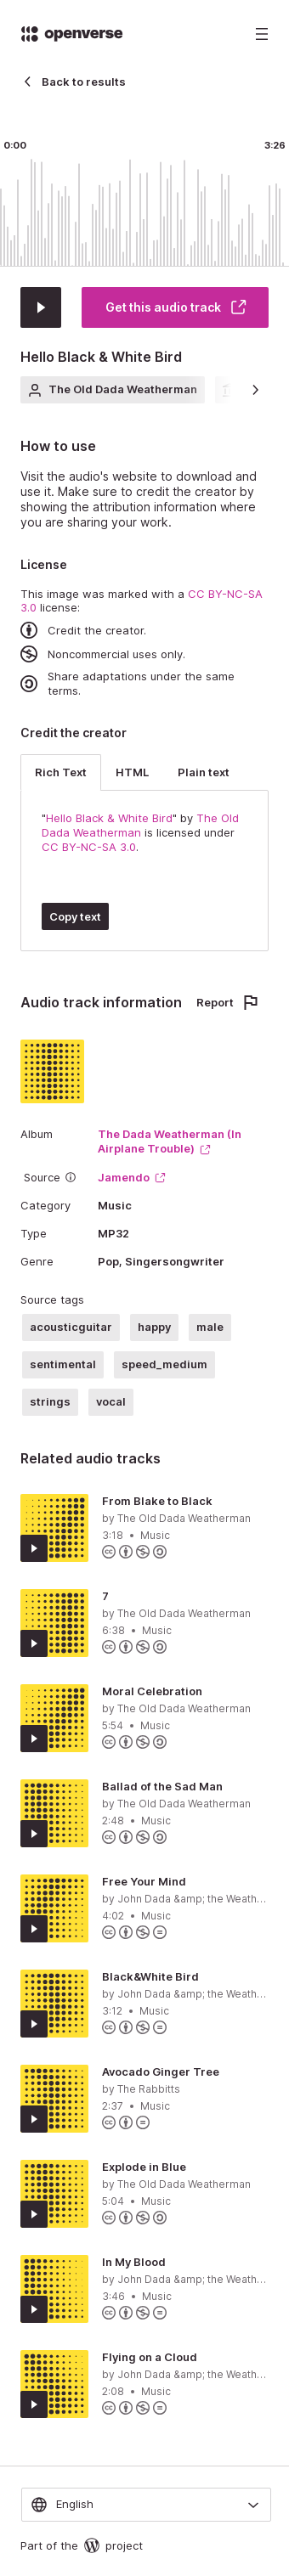 openverse
Back to results
0:00 3:26
Get this audio track
Hello Black & White Bird
The Old Dada Weatherman
How to use
Visit the audio's website to download and
use it. Make sure to credit the creator by
showing the attribution information where
you are sharing your work.
License
This image was marked with a CC BY-NC-SA
3.0 license:
Credit the creator.
Noncommercial uses only.
Share adaptations under the same
terms.
Credit the creator
Rich Text HTML Plain text
"Hello Black & White Bird" by The Old
Dada Weatherman is licensed under
CC BY-NC-SA 3.0.
Copy text
Audio track information Report
Album The Dada Weatherman (In
Airplane Trouble)
Source Jamendo
Category Music
Type MP32
Genre Pop, Singersongwriter
Source tags
acousticguitar happy male
sentimental speed_medium
strings vocal
Related audio tracks
From Blake to Black
by The Old Dada Weatherman
3:18 • Music
7
by The Old Dada Weatherman
6:38 • Music
Moral Celebration
by The Old Dada Weatherman
5:54 • Music
Ballad of the Sad Man
by The Old Dada Weatherman
2:48 • Music
Free Your Mind
by John Dada &amp; the Weath...
4:02 • Music
Black&White Bird
by John Dada &amp; the Weath...
3:12 • Music
Avocado Ginger Tree
by The Rabbitts
2:37 • Music
Explode in Blue
by The Old Dada Weatherman
5:04 • Music
In My Blood
by John Dada &amp; the Weath...
3:46 • Music
Flying on a Cloud
by John Dada &amp; the Weath...
2:08 • Music
English
Part of the project